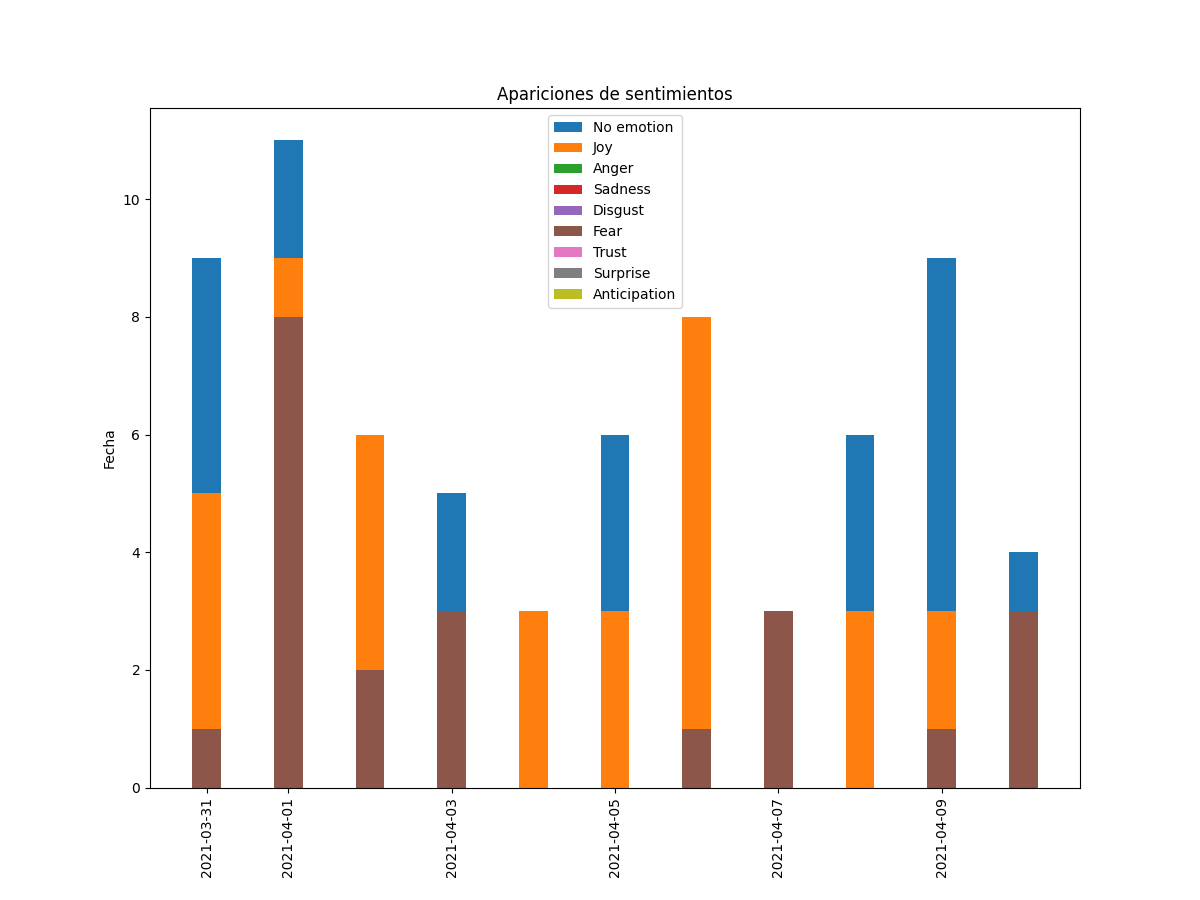 Apariciones de sentimientos
No emotion
Joy
Anger
Sadness
Disgust
Fear
Trust
Surprise
Anticipation
Fecha
10
8
6
4
2
0
2021-03-31
2021-04-01
2021-04-03
2021-04-05
2021-04-07
2021-04-09